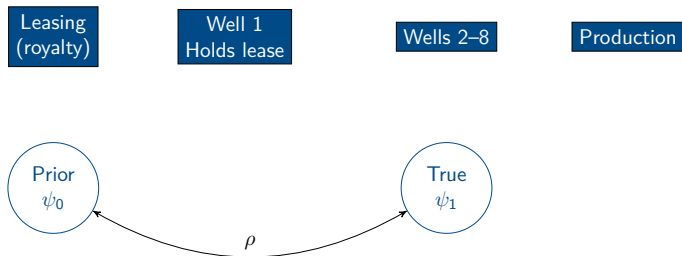 Leasing
(royalty)
Well 1
Holds lease
Wells 2–8
Production
Prior
ψ₀
True
ψ₁
ρ